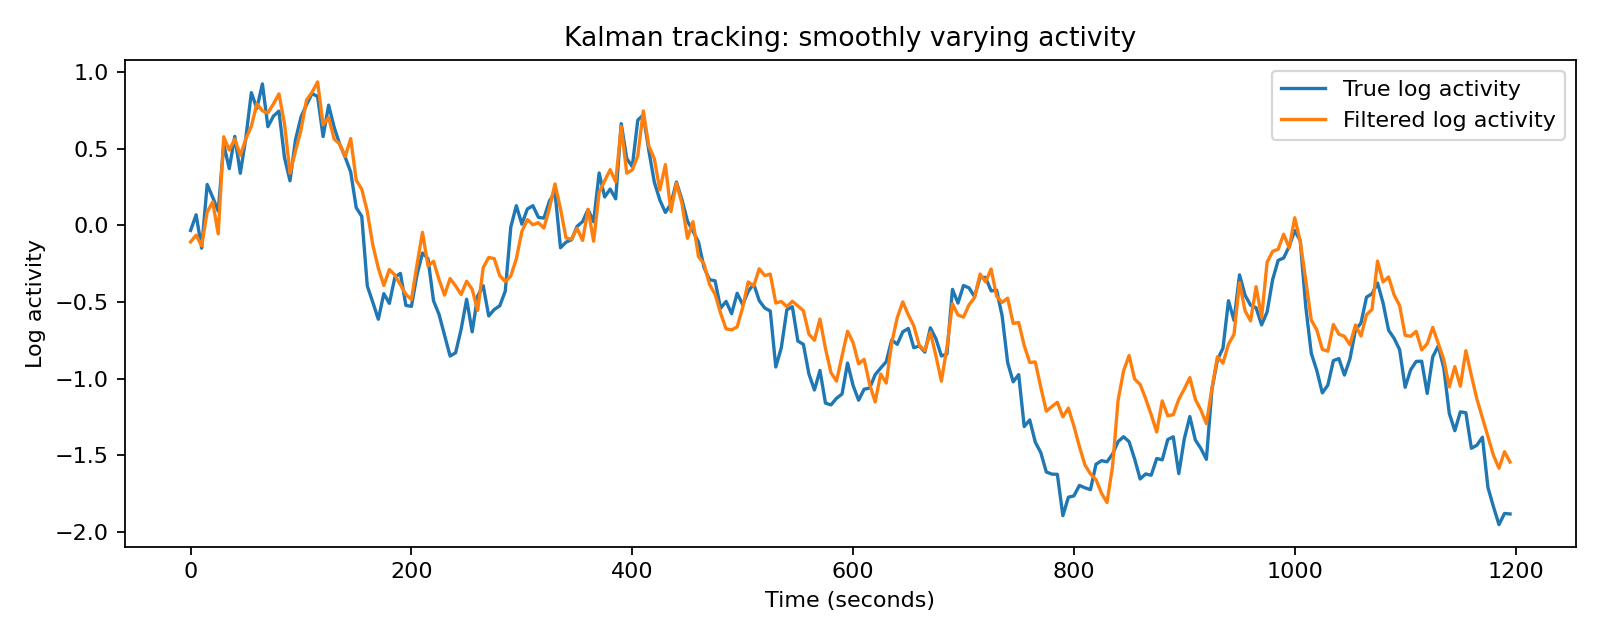 Kalman tracking: smoothly varying activity
True log activity
Filtered log activity
Log activity
1.0
0.5
0.0
−0.5
−1.0
−1.5
−2.0
0 200 400 600 800 1000 1200
Time (seconds)